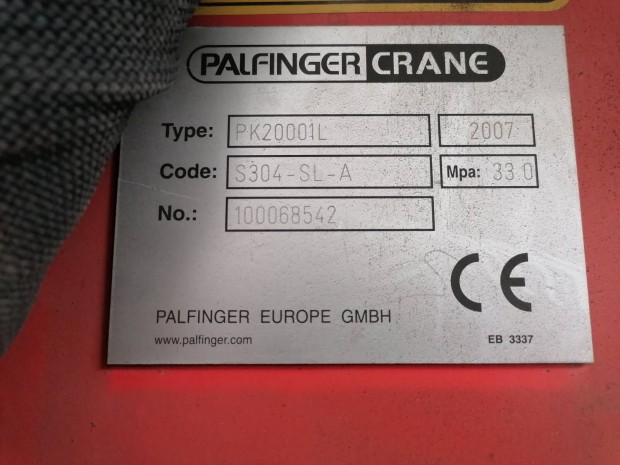 PALFINGER CRANE
Type: PK20001L 2007
Code: S304-SL-A Mpa: 33.0
No.: 100068542
CE
PALFINGER EUROPE GMBH
www.palfinger.com EB 3337